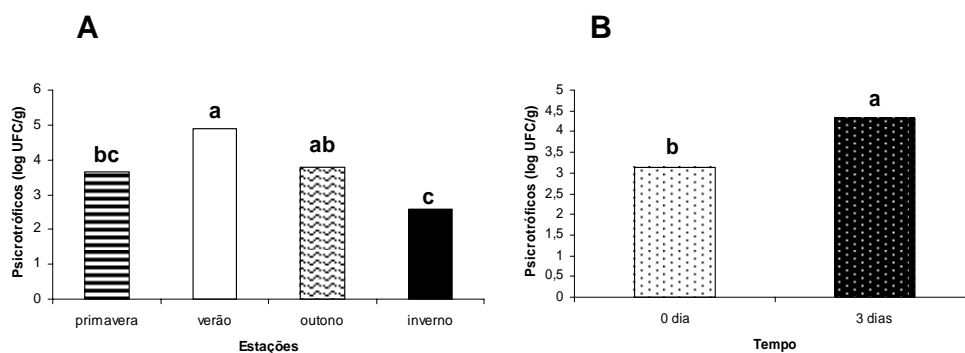 A
Psicrotróficos (log UFC/g)
6
5
4
3
2
1
0
bc
a
ab
c
primavera
verão
outono
inverno
Estações
B
Psicrotróficos (log UFC/g)
5
4,5
4
3,5
3
2,5
2
1,5
1
0,5
0
b
a
0 dia
3 dias
Tempo